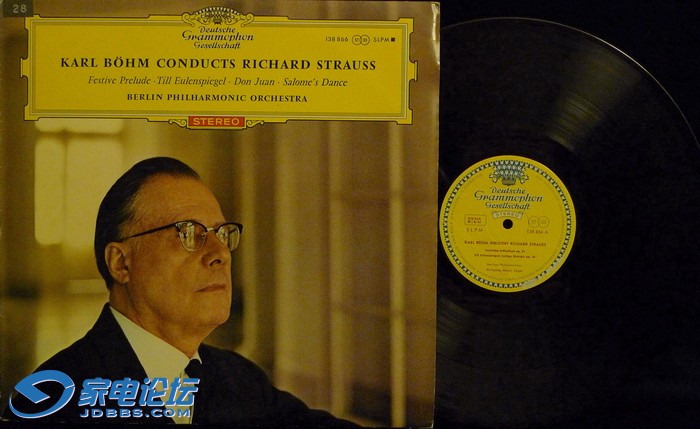 28
Deutsche
Grammophon
Gesellschaft
138 866 SLPM
KARL BÖHM CONDUCTS RICHARD STRAUSS
Festive Prelude · Till Eulenspiegel · Don Juan · Salome's Dance
BERLIN PHILHARMONIC ORCHESTRA
STEREO
Deutsche
Grammophon
Gesellschaft
STEREO
SLPM
KARL BÖHM DIRIGIERT RICHARD STRAUSS
家电论坛
JDBBS.COM